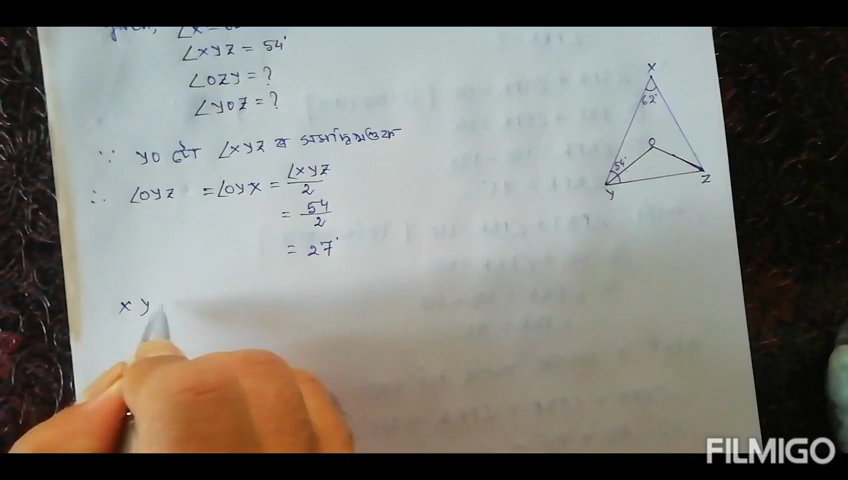 ∠XYZ = 54°
∠OZY = ?
∠YOZ = ?
∵ YO হৈছে ∠XYZ ৰ সমদ্বিখণ্ডক
∴ ∠OYZ = ∠OYX = ∠XYZ/2
= 54/2
= 27°
X Y
X
62°
O
54°
Y
Z
FILMIGO